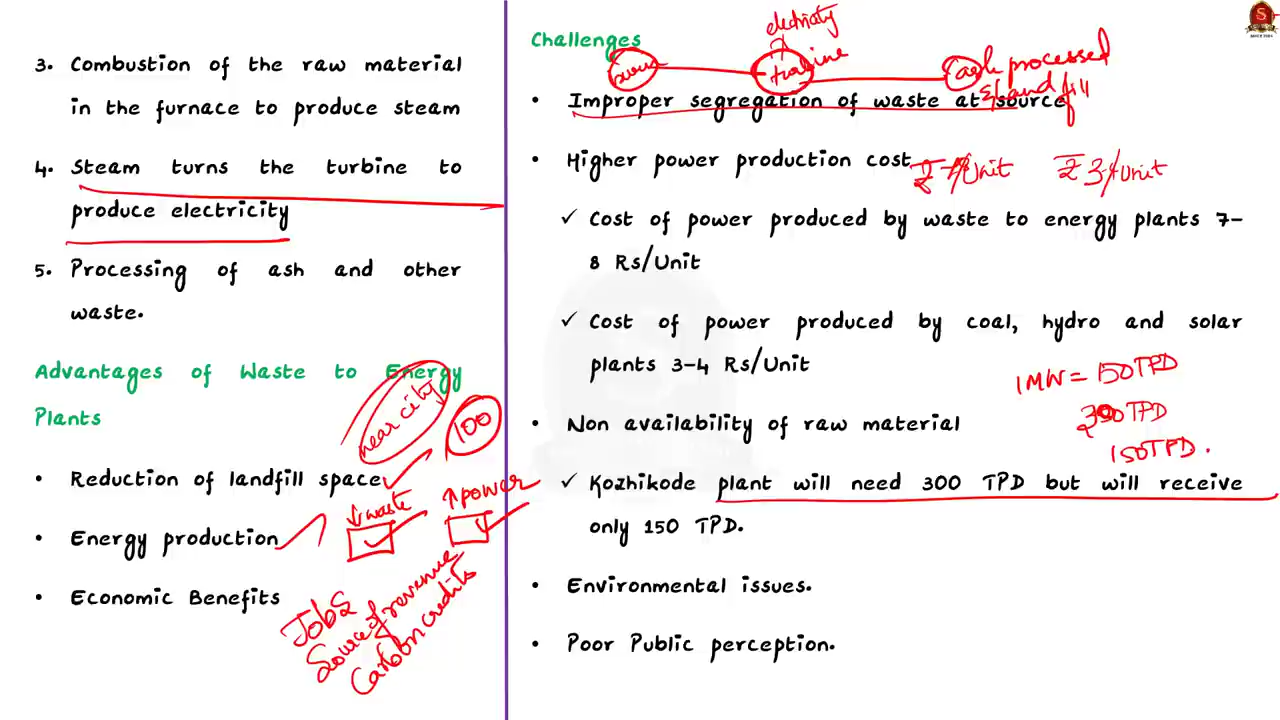 3. Combustion of the raw material
in the furnace to produce steam
4. Steam turns the turbine to
produce electricity
5. Processing of ash and other
waste.
Advantages of Waste to Energy
Plants
near city
100
• Reduction of landfill space
↓waste
↑power
• Energy production
• Economic Benefits
Jobs
Source of revenue
Carbon credits
Challenges
electricity
turbine
ash processed
landfill
• Improper segregation of waste at source
• Higher power production cost
₹ 7/Unit ₹ 3/Unit
✓ Cost of power produced by waste to energy plants 7-
8 Rs/Unit
✓ Cost of power produced by coal, hydro and solar
plants 3-4 Rs/Unit
1MW = 150TPD
300TPD
150TPD.
• Non availability of raw material
✓ Kozhikode plant will need 300 TPD but will receive
only 150 TPD.
• Environmental issues.
• Poor Public perception.